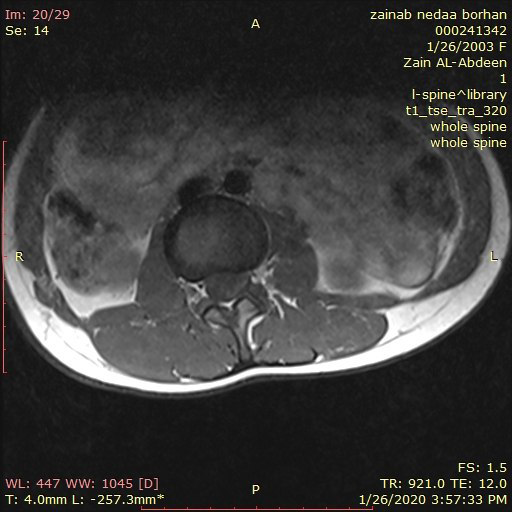 Im: 20/29
Se: 14
A
zainab nedaa borhan
000241342
1/26/2003 F
Zain AL-Abdeen
1
l-spine^library
t1_tse_tra_320
whole spine
whole spine
R
L
WL: 447 WW: 1045 [D]
T: 4.0mm L: -257.3mm*
P
FS: 1.5
TR: 921.0 TE: 12.0
1/26/2020 3:57:33 PM